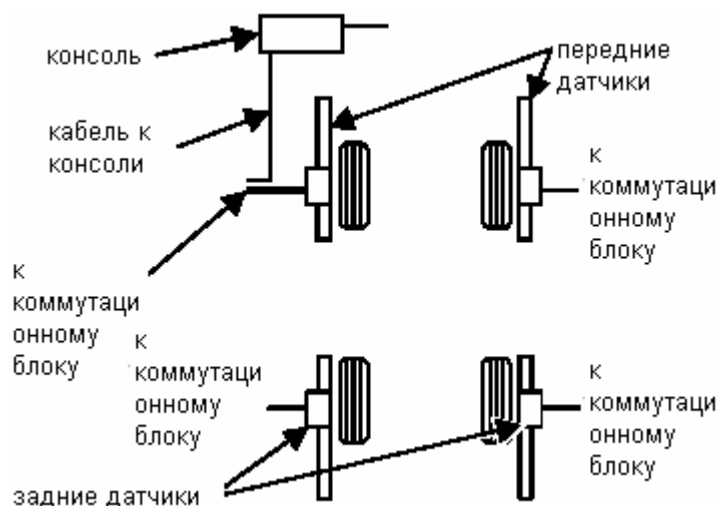 консоль
передние
датчики
кабель к
консоли
к
коммутаци
онному
блоку
к
коммутаци
онному
блоку
к
коммутаци
онному
блоку
к
коммутаци
онному
блоку
задние датчики